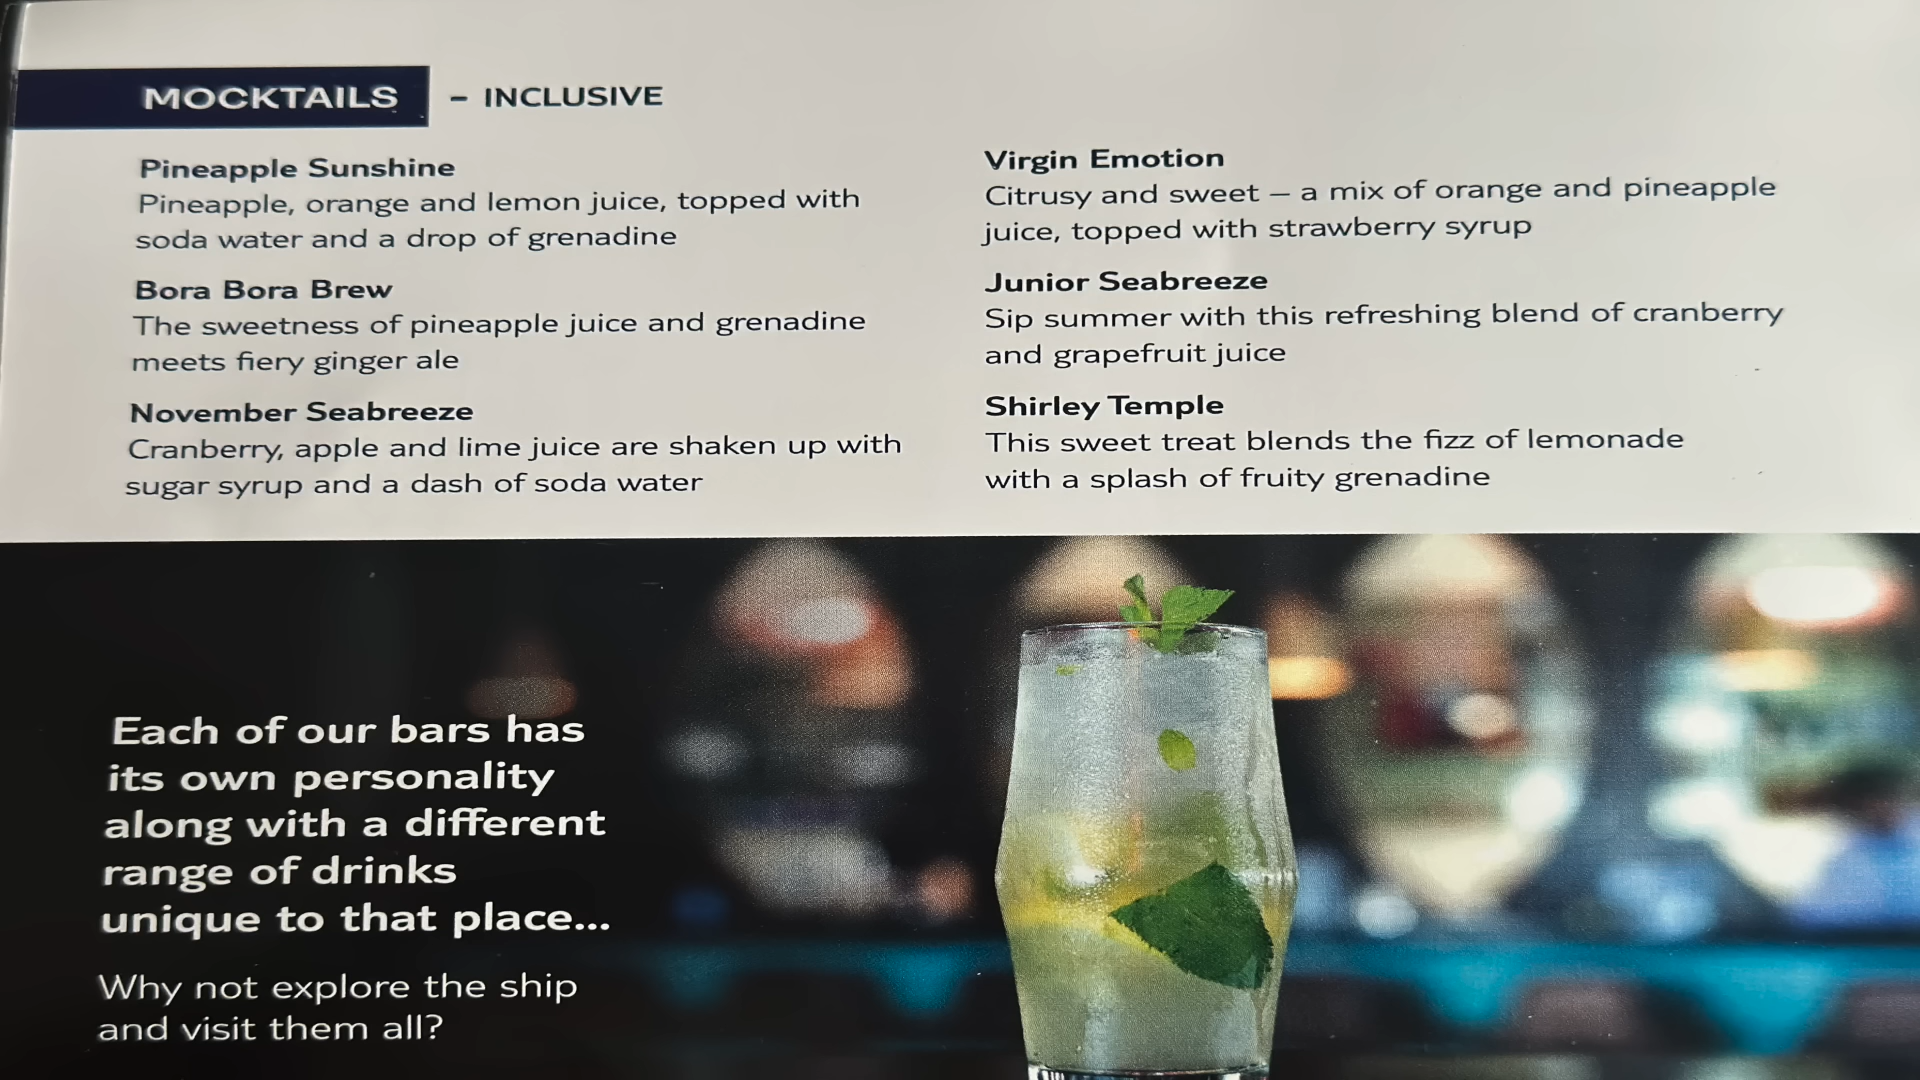 MOCKTAILS – INCLUSIVE
Pineapple Sunshine
Pineapple, orange and lemon juice, topped with
soda water and a drop of grenadine
Bora Bora Brew
The sweetness of pineapple juice and grenadine
meets fiery ginger ale
November Seabreeze
Cranberry, apple and lime juice are shaken up with
sugar syrup and a dash of soda water
Virgin Emotion
Citrusy and sweet – a mix of orange and pineapple
juice, topped with strawberry syrup
Junior Seabreeze
Sip summer with this refreshing blend of cranberry
and grapefruit juice
Shirley Temple
This sweet treat blends the fizz of lemonade
with a splash of fruity grenadine
Each of our bars has
its own personality
along with a different
range of drinks
unique to that place...
Why not explore the ship
and visit them all?